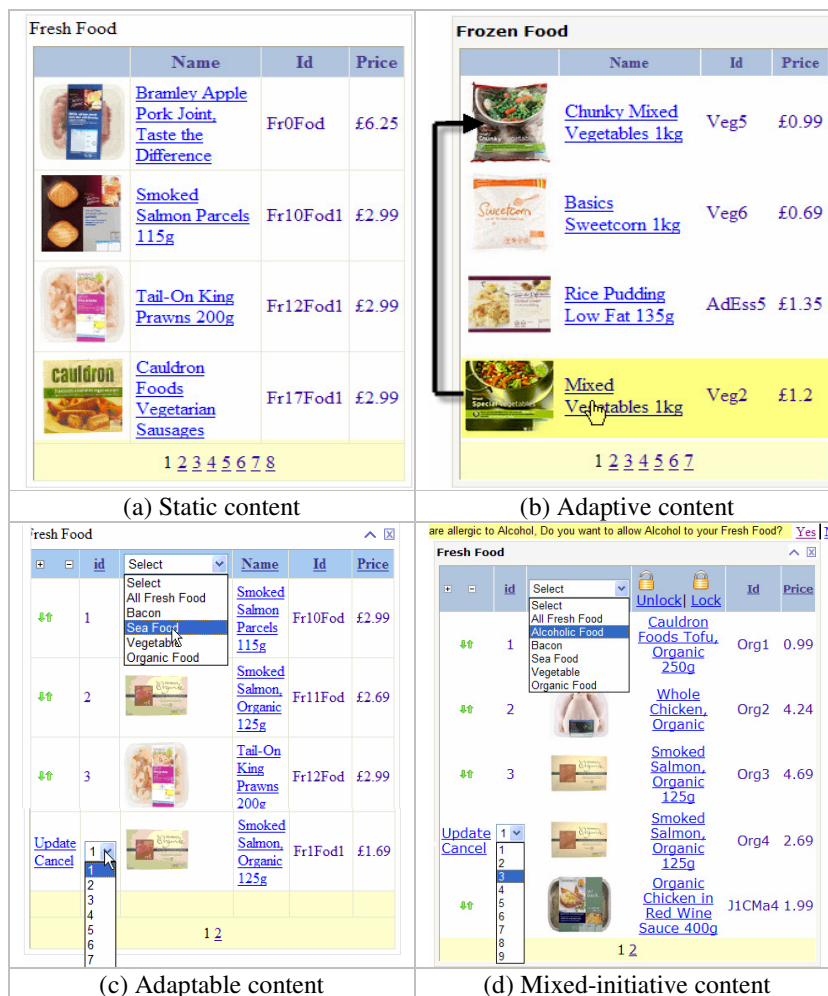 Fresh Food
Name Id Price
Bramley Apple
Pork Joint,
Taste the
Difference
Fr0Fod £6.25
Smoked
Salmon Parcels
115g
Fr10Fod1 £2.99
Tail-On King
Prawns 200g
Fr12Fod1 £2.99
cauldron
Cauldron
Foods
Vegetarian
Sausages
Fr17Fod1 £2.99
1 2 3 4 5 6 7 8
(a) Static content
Frozen Food
Name Id Price
Chunky vegetables
Chunky Mixed
Vegetables 1kg
Veg5 £0.99
Sweetcorn
Basics
Sweetcorn 1kg
Veg6 £0.69
Rice Pudding
Low Fat 135g
AdEss5 £1.35
Special vegetables
Mixed
Vegetables 1kg
Veg2 £1.2
1 2 3 4 5 6 7
(b) Adaptive content
Fresh Food
id Select Name Id Price
Select
All Fresh Food
Bacon
Sea Food
Vegetable
Organic Food
1
Smoked
Salmon
Parcels
115g
Fr10Fod £2.99
2
Smoked
Salmon,
Organic
125g
Fr11Fod £2.69
3
Tail-On
King
Prawns
200g
Fr12Fod £2.99
Update
Cancel
1
1
2
3
4
5
6
7
Smoked
Salmon,
Organic
125g
Fr1Fod1 £1.69
1 2
(c) Adaptable content
are allergic to Alcohol, Do you want to allow Alcohol to your Fresh Food? Yes
Fresh Food
id Select Unlock| Lock Id Price
Select
All Fresh Food
Alcoholic Food
Bacon
Sea Food
Vegetable
Organic Food
1
Cauldron
Foods Tofu,
Organic
250g
Org1 0.99
2
Whole
Chicken,
Organic
Org2 4.24
3
Smoked
Salmon,
Organic
125g
Org3 4.69
Update
Cancel
1
1
2
3
4
5
6
7
8
9
Smoked
Salmon,
Organic
125g
Org4 2.69
Organic
Chicken in
Red Wine
Sauce 400g
J1CMa4 1.99
1 2
(d) Mixed-initiative content